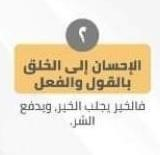 ٢
الإحسان إلى الخلق
بالقول والفعل
فالخير يجلب الخير، ويدفع
الشر.